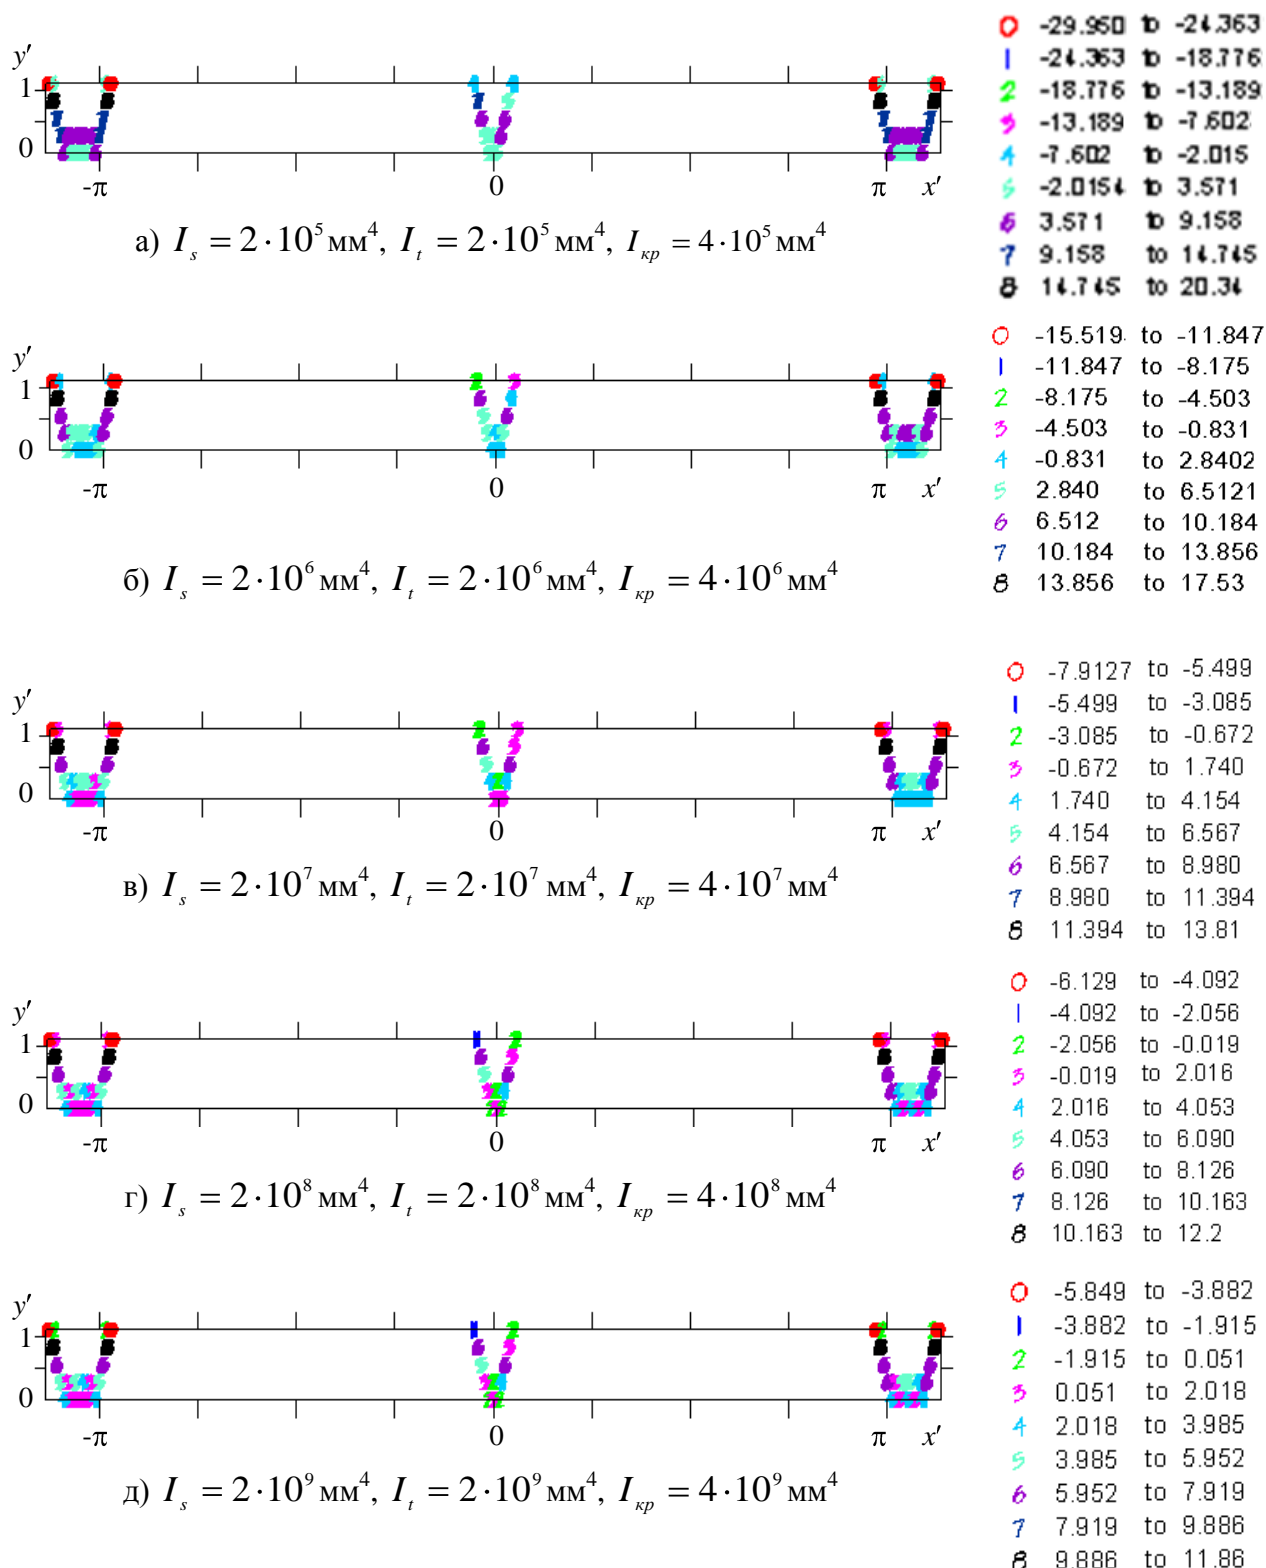 y′
1
0
-π 0 π x′
а) I_s = 2·10^5 мм^4, I_t = 2·10^5 мм^4, I_кр = 4·10^5 мм^4
0 -29.950 to -24.363
1 -24.363 to -18.776
2 -18.776 to -13.189
3 -13.189 to -7.602
4 -7.602 to -2.015
5 -2.0154 to 3.571
6 3.571 to 9.158
7 9.158 to 14.745
8 14.745 to 20.34
y′
1
0
-π 0 π x′
б) I_s = 2·10^6 мм^4, I_t = 2·10^6 мм^4, I_кр = 4·10^6 мм^4
0 -15.519 to -11.847
1 -11.847 to -8.175
2 -8.175 to -4.503
3 -4.503 to -0.831
4 -0.831 to 2.8402
5 2.840 to 6.5121
6 6.512 to 10.184
7 10.184 to 13.856
8 13.856 to 17.53
y′
1
0
-π 0 π x′
в) I_s = 2·10^7 мм^4, I_t = 2·10^7 мм^4, I_кр = 4·10^7 мм^4
0 -7.9127 to -5.499
1 -5.499 to -3.085
2 -3.085 to -0.672
3 -0.672 to 1.740
4 1.740 to 4.154
5 4.154 to 6.567
6 6.567 to 8.980
7 8.980 to 11.394
8 11.394 to 13.81
y′
1
0
-π 0 π x′
г) I_s = 2·10^8 мм^4, I_t = 2·10^8 мм^4, I_кр = 4·10^8 мм^4
0 -6.129 to -4.092
1 -4.092 to -2.056
2 -2.056 to -0.019
3 -0.019 to 2.016
4 2.016 to 4.053
5 4.053 to 6.090
6 6.090 to 8.126
7 8.126 to 10.163
8 10.163 to 12.2
y′
1
0
-π 0 π x′
д) I_s = 2·10^9 мм^4, I_t = 2·10^9 мм^4, I_кр = 4·10^9 мм^4
0 -5.849 to -3.882
1 -3.882 to -1.915
2 -1.915 to 0.051
3 0.051 to 2.018
4 2.018 to 3.985
5 3.985 to 5.952
6 5.952 to 7.919
7 7.919 to 9.886
8 9.886 to 11.86